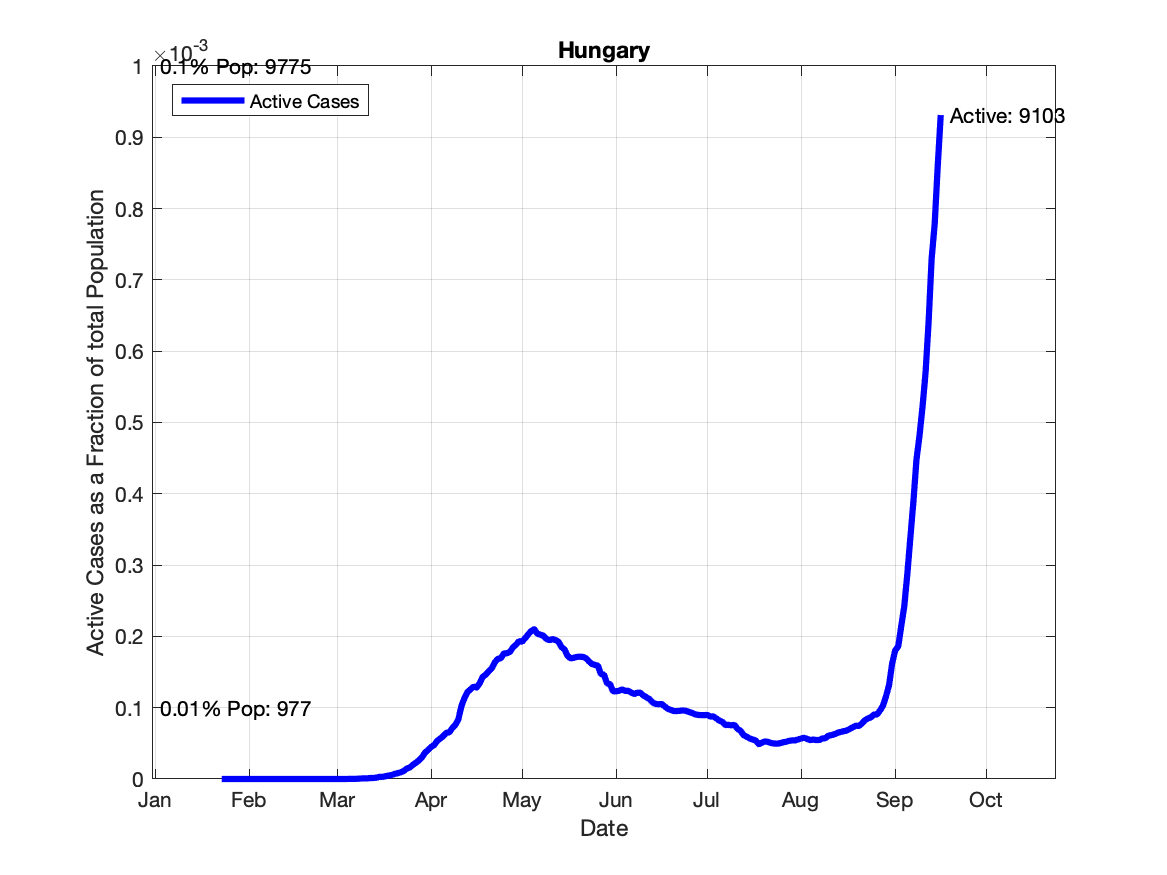 Hungary
×10-3
0.1% Pop: 9775
Active Cases
Active: 9103
0.01% Pop: 977
Active Cases as a Fraction of total Population
1
0.9
0.8
0.7
0.6
0.5
0.4
0.3
0.2
0.1
0
Jan Feb Mar Apr May Jun Jul Aug Sep Oct
Date